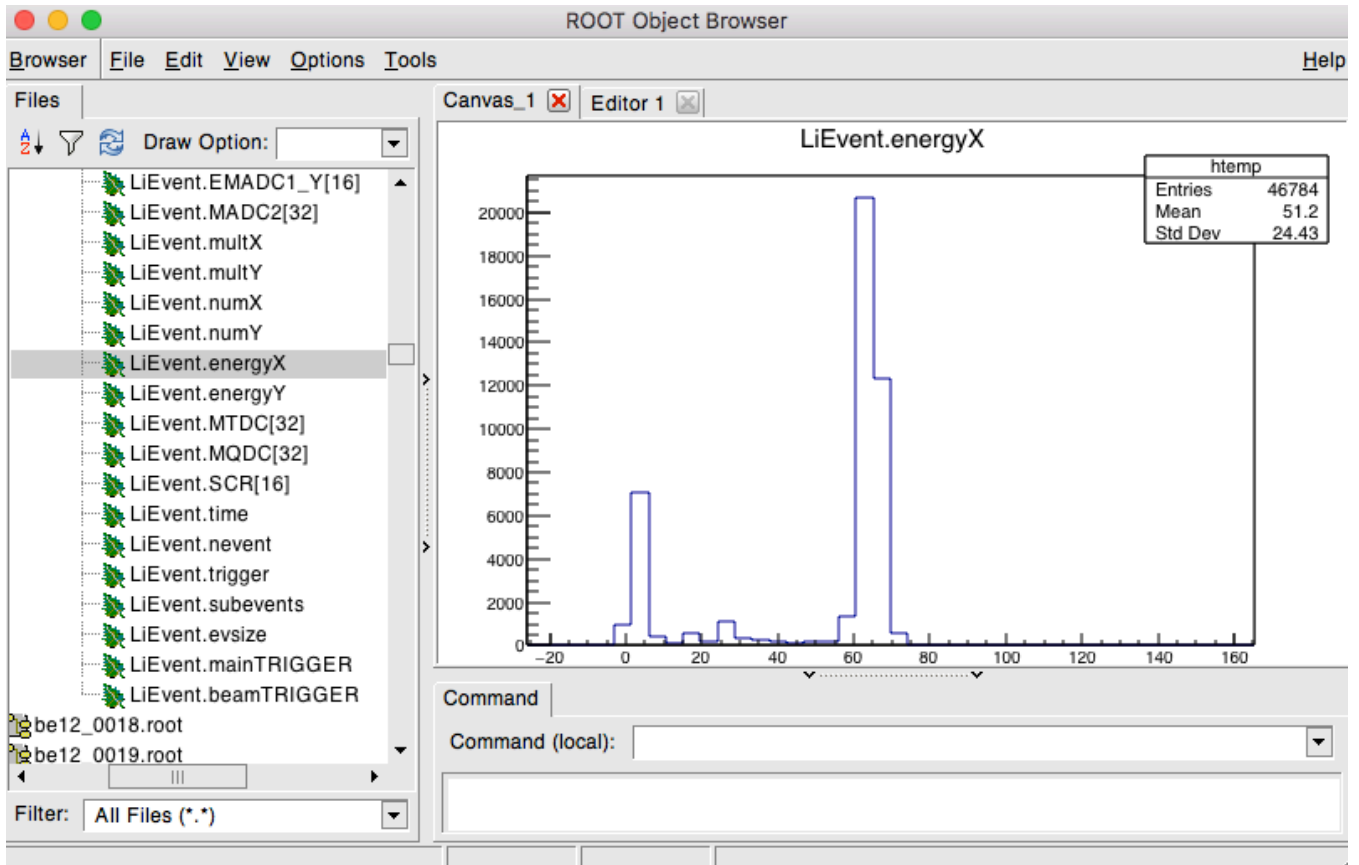 ROOT Object Browser
Browser File Edit View Options Tools Help
Files
Draw Option:
LiEvent.EMADC1_Y[16]
LiEvent.MADC2[32]
LiEvent.multX
LiEvent.multY
LiEvent.numX
LiEvent.numY
LiEvent.energyX
LiEvent.energyY
LiEvent.MTDC[32]
LiEvent.MQDC[32]
LiEvent.SCR[16]
LiEvent.time
LiEvent.nevent
LiEvent.trigger
LiEvent.subevents
LiEvent.evsize
LiEvent.mainTRIGGER
LiEvent.beamTRIGGER
be12_0018.root
be12_0019.root
Filter: All Files (*.*)
Canvas_1 Editor 1
LiEvent.energyX
htemp
Entries 46784
Mean 51.2
Std Dev 24.43
20000
18000
16000
14000
12000
10000
8000
6000
4000
2000
0
−20 0 20 40 60 80 100 120 140 160
Command
Command (local):